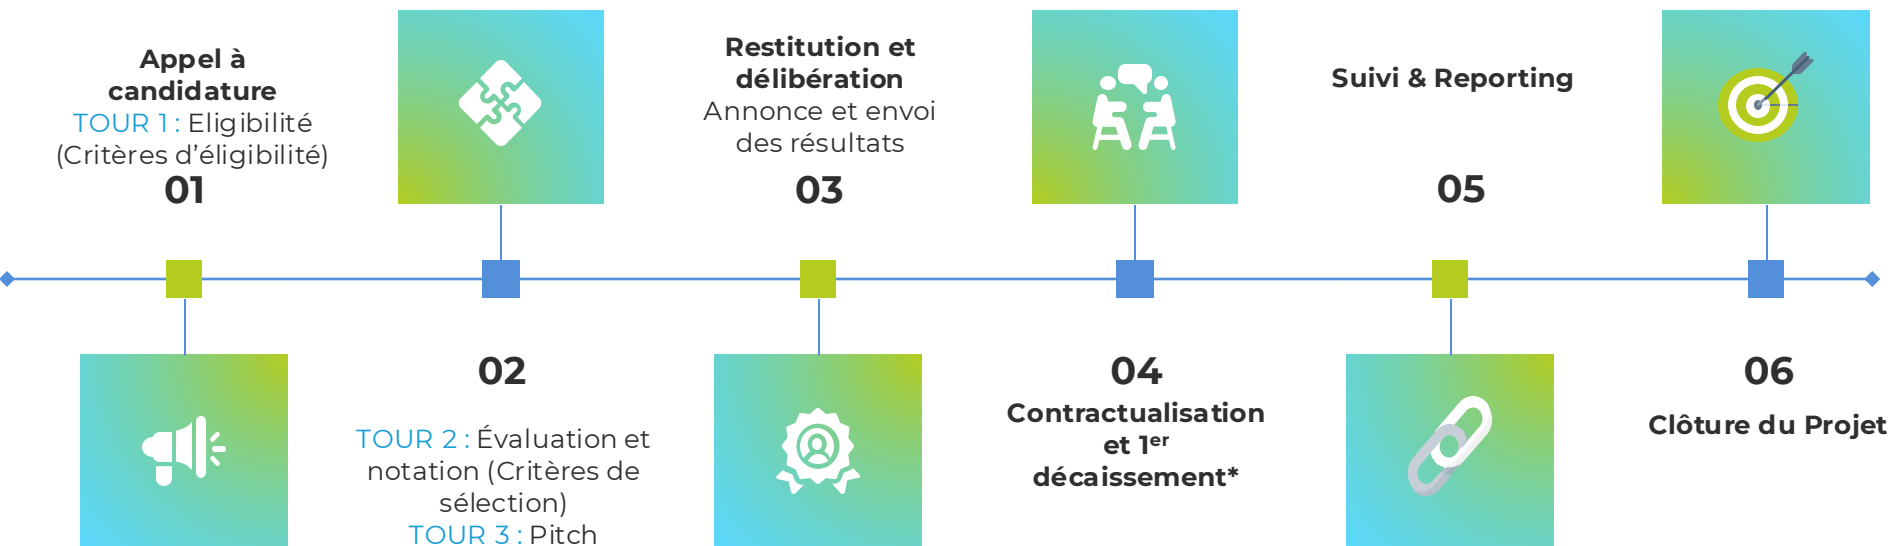 Appel à
candidature
TOUR 1 : Eligibilité
(Critères d’éligibilité)
01
02
TOUR 2 : Évaluation et
notation (Critères de
sélection)
TOUR 3 : Pitch
Restitution et
délibération
Annonce et envoi
des résultats
03
04
Contractualisation
et 1er
décaissement*
Suivi & Reporting
05
06
Clôture du Projet